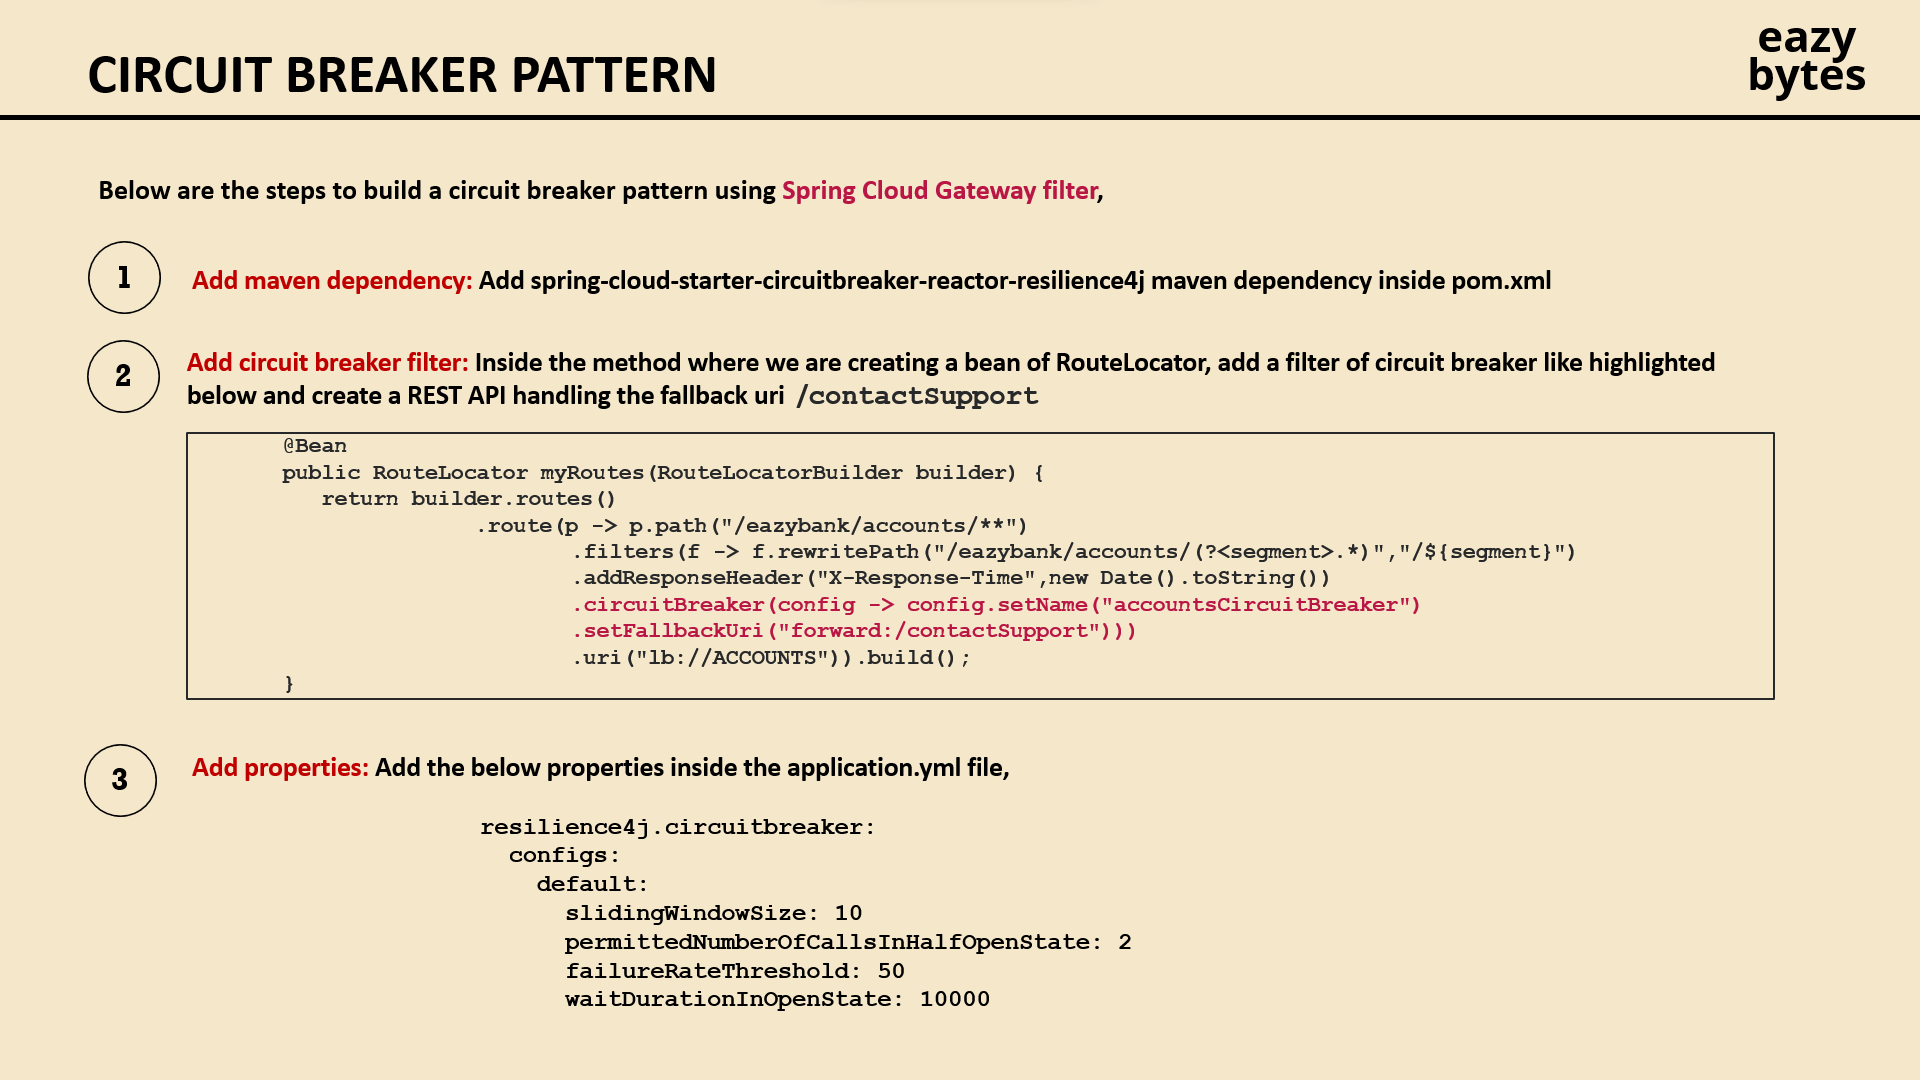 CIRCUIT BREAKER PATTERN
eazy
bytes
Below are the steps to build a circuit breaker pattern using Spring Cloud Gateway filter,
1
Add maven dependency: Add spring-cloud-starter-circuitbreaker-reactor-resilience4j maven dependency inside pom.xml
2
Add circuit breaker filter: Inside the method where we are creating a bean of RouteLocator, add a filter of circuit breaker like highlighted
below and create a REST API handling the fallback uri /contactSupport
@Bean
public RouteLocator myRoutes(RouteLocatorBuilder builder) {
return builder.routes()
.route(p -> p.path("/eazybank/accounts/**")
.filters(f -> f.rewritePath("/eazybank/accounts/(?<segment>.*)","/${segment}")
.addResponseHeader("X-Response-Time",new Date().toString())
.circuitBreaker(config -> config.setName("accountsCircuitBreaker")
.setFallbackUri("forward:/contactSupport")))
.uri("lb://ACCOUNTS")).build();
}
3
Add properties: Add the below properties inside the application.yml file,
resilience4j.circuitbreaker:
configs:
default:
slidingWindowSize: 10
permittedNumberOfCallsInHalfOpenState: 2
failureRateThreshold: 50
waitDurationInOpenState: 10000